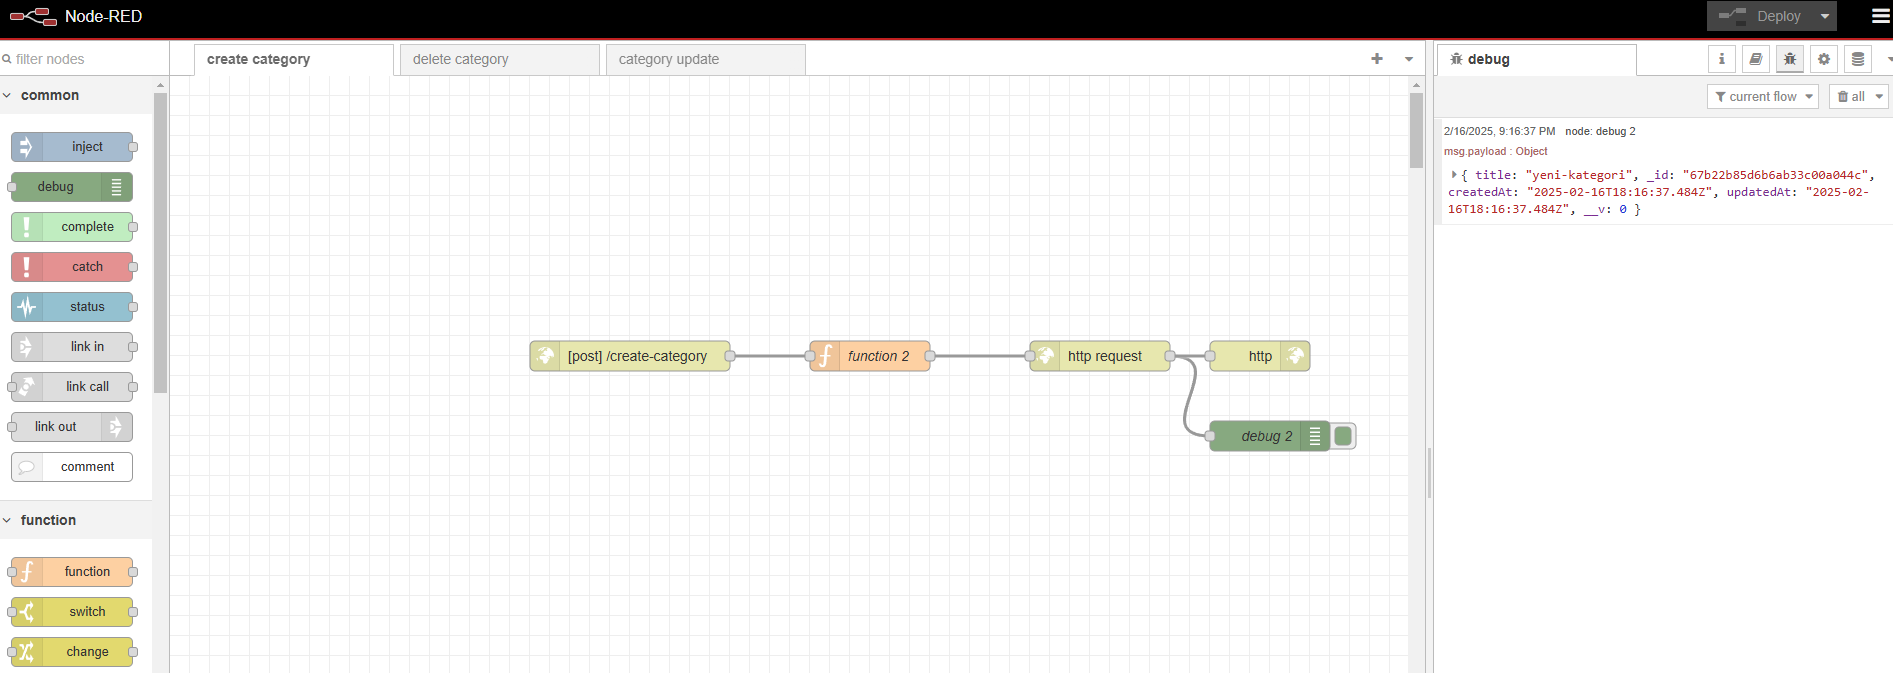 Node-RED
Deploy
filter nodes
create category
delete category
category update
debug
common
current flow
all
inject
debug
complete
catch
status
link in
link call
link out
comment
function
function
switch
change
[post] /create-category
function 2
http request
http
debug 2
2/16/2025, 9:16:37 PM node: debug 2
msg.payload : Object
{ title: "yeni-kategori", _id: "67b22b85d6b6ab33c00a044c",
createdAt: "2025-02-16T18:16:37.484Z", updatedAt: "2025-02-
16T18:16:37.484Z", __v: 0 }